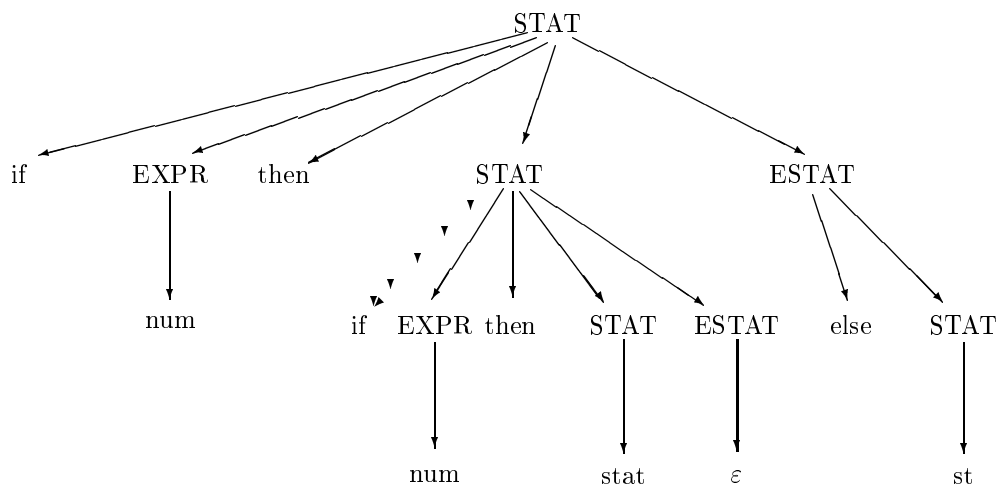 STAT
if EXPR then STAT ESTAT
num if EXPR then STAT ESTAT else STAT
num stat ε st